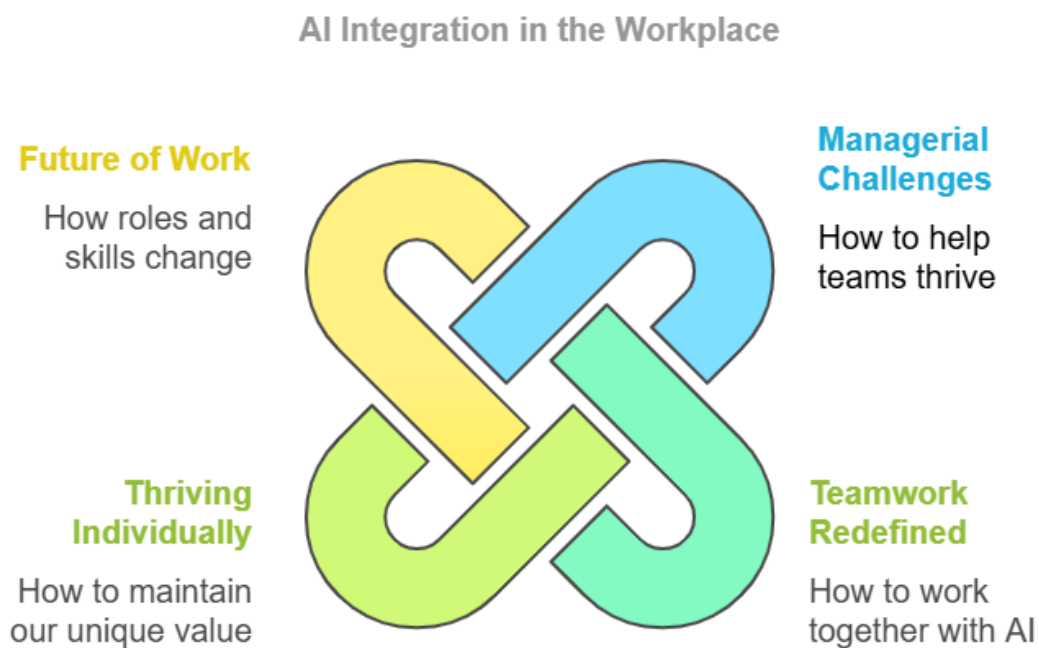 AI Integration in the Workplace
Future of Work
How roles and
skills change
Managerial
Challenges
How to help
teams thrive
Thriving
Individually
How to maintain
our unique value
Teamwork
Redefined
How to work
together with AI